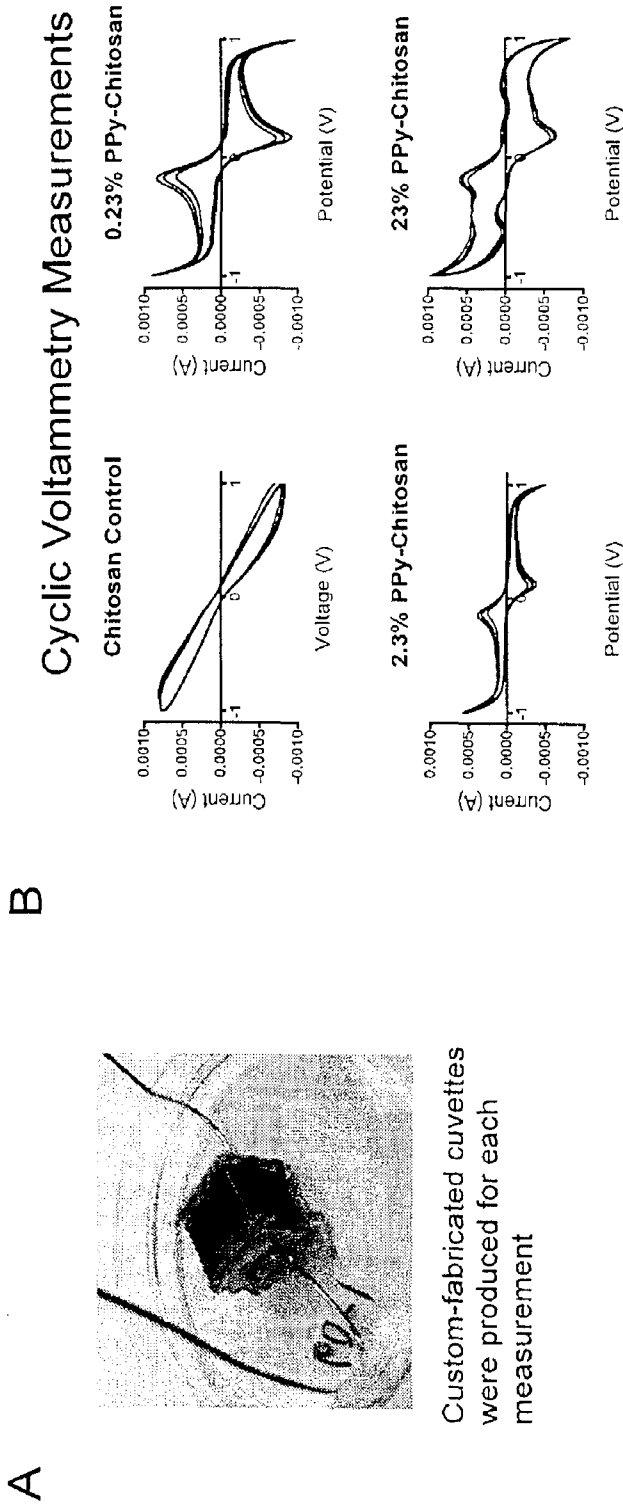 A
Custom-fabricated cuvettes
were produced for each
measurement
B
Cyclic Voltammetry Measurements
Chitosan Control
Current (A)
0.0010
0.0005
0.0000
-0.0005
-0.0010
-1
0
1
Voltage (V)
0.23% PPy-Chitosan
Current (A)
0.0010
0.0005
0.0000
-0.0005
-0.0010
-1
0
1
Potential (V)
2.3% PPy-Chitosan
Current (A)
0.0010
0.0005
0.0000
-0.0005
-0.0010
-1
0
1
Potential (V)
23% PPy-Chitosan
Current (A)
0.0010
0.0005
0.0000
-0.0005
-0.0010
-1
0
1
Potential (V)